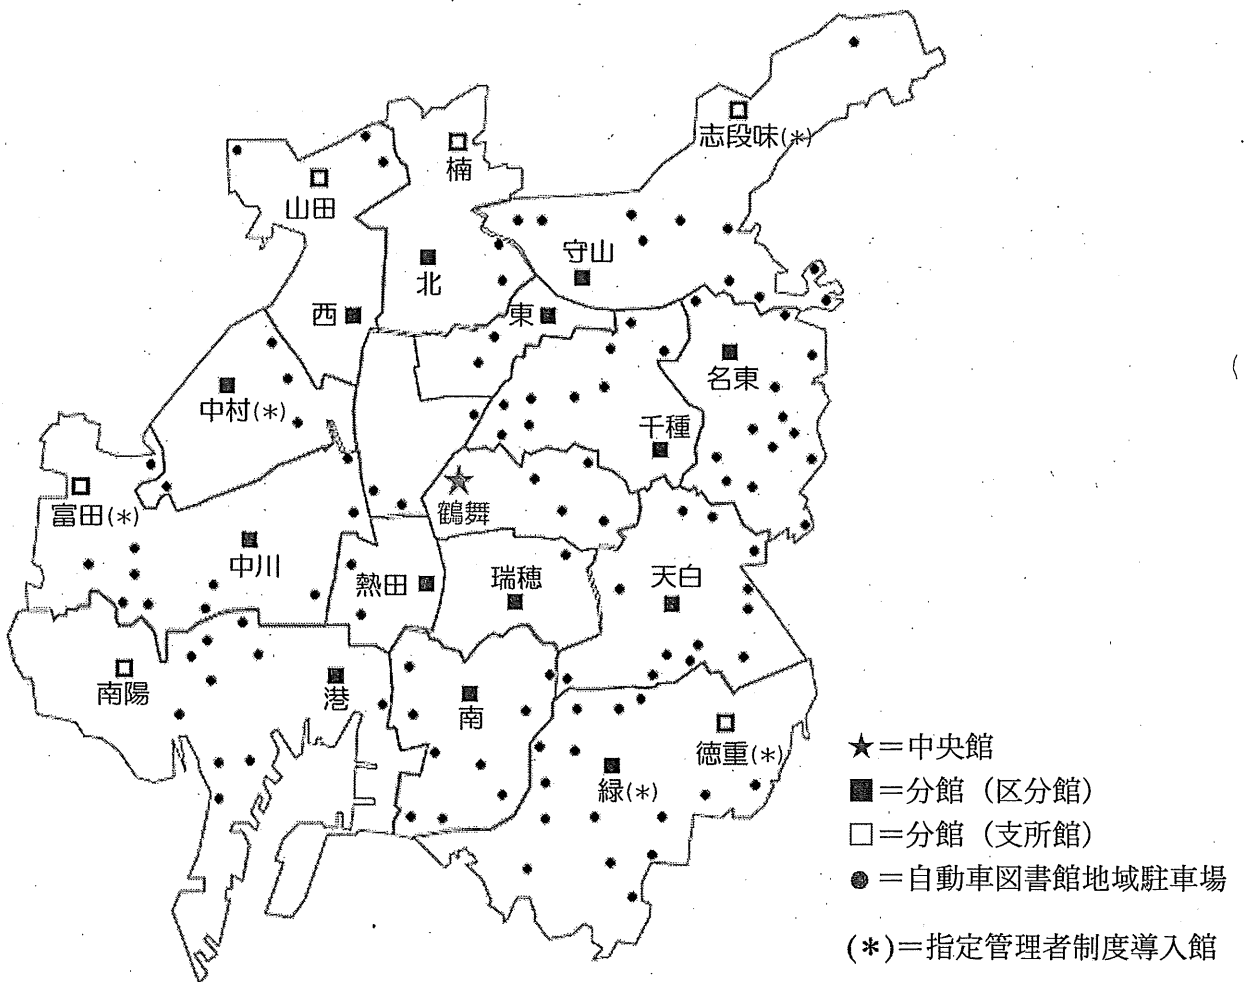 志段味(*)
楠
山田
守山
北
西
東
名東
中村(*)
千種
鶴舞
富田(*)
中川
熱田
瑞穂
天白
南陽
港
南
徳重(*)
緑(*)
★=中央館
■=分館（区分館）
□=分館（支所館）
●=自動車図書館地域駐車場
(*)=指定管理者制度導入館